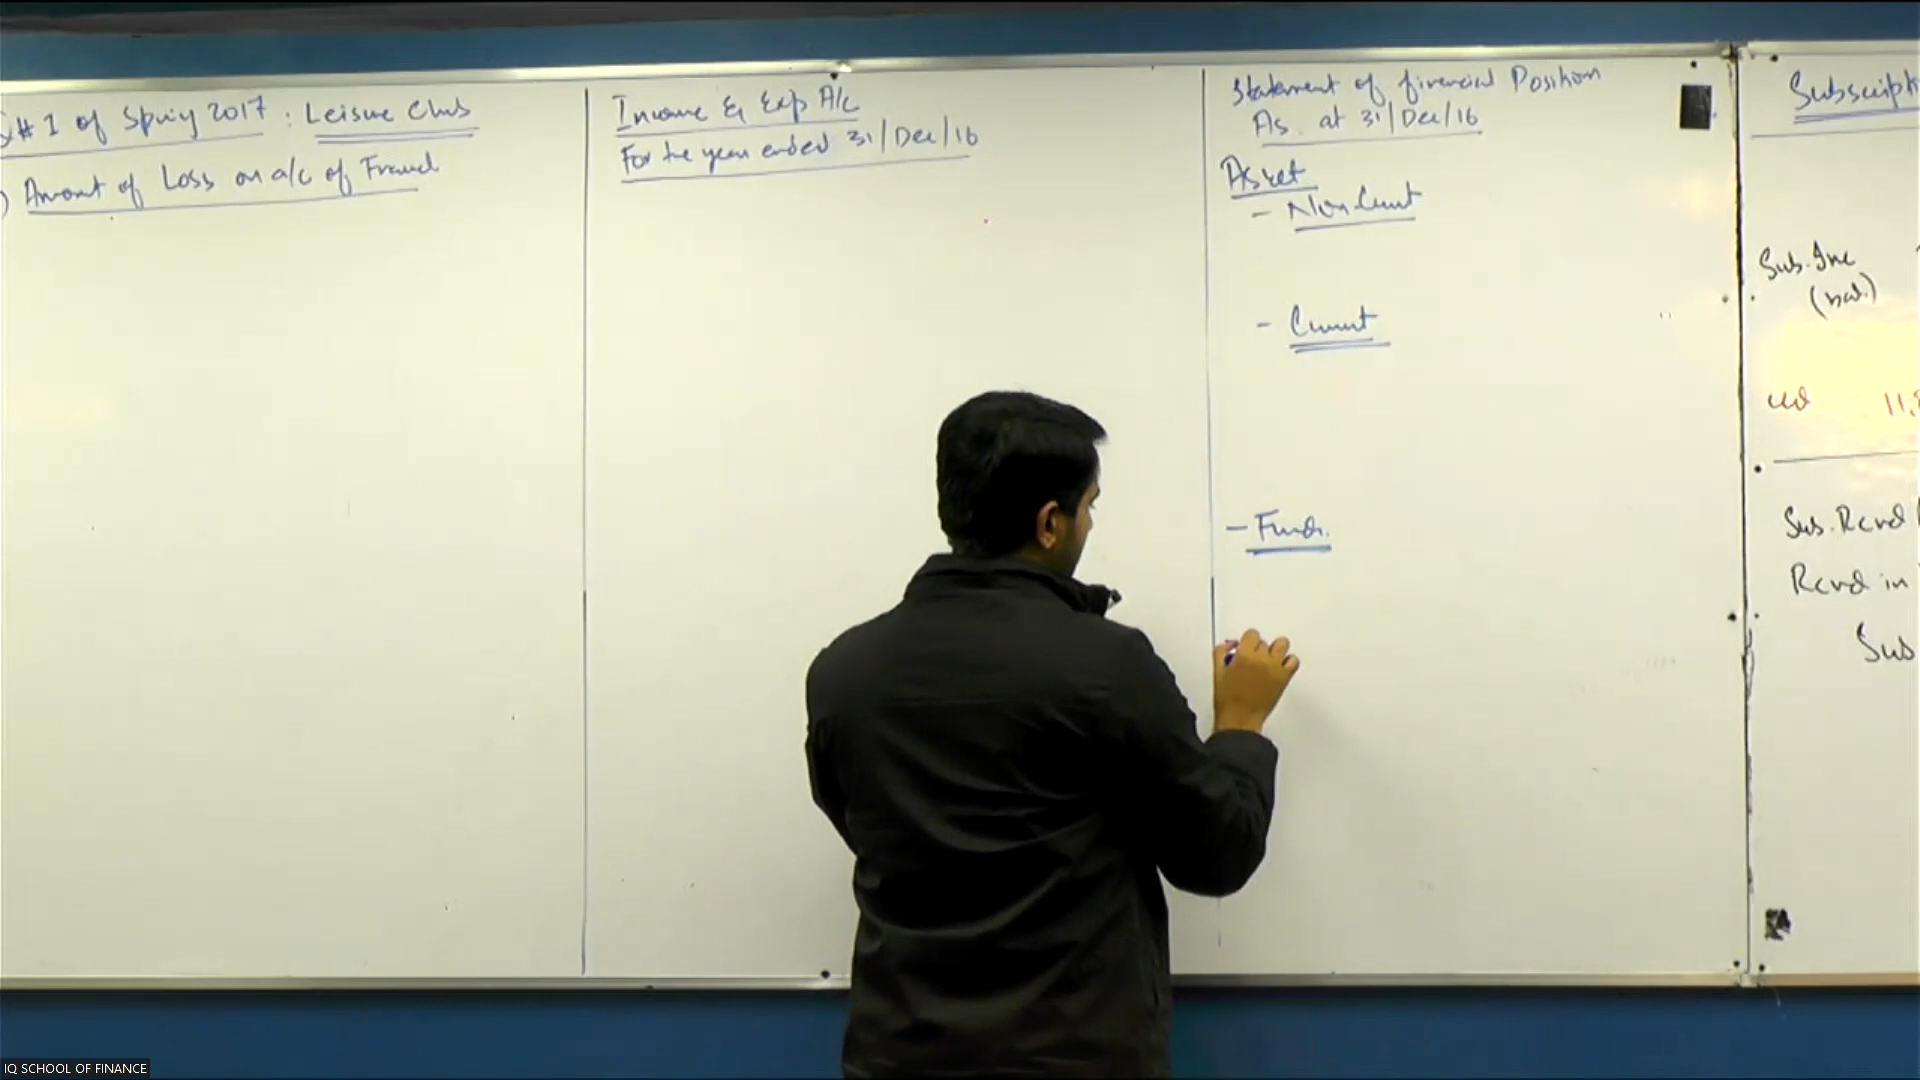 Q#1 of Spring 2017 : Leisure Club
) Amount of Loss on a/c of Fraud
Income & Exp A/c
For the year ended 31/Dec/16
Statement of financial Position
As at 31/Dec/16
Asset
- Non Current
- Current
- Funds.
Subscripti
Sub. Inc
(bal.)
11,
Sub. Rcvd
Rcvd in
Sub
IQ SCHOOL OF FINANCE